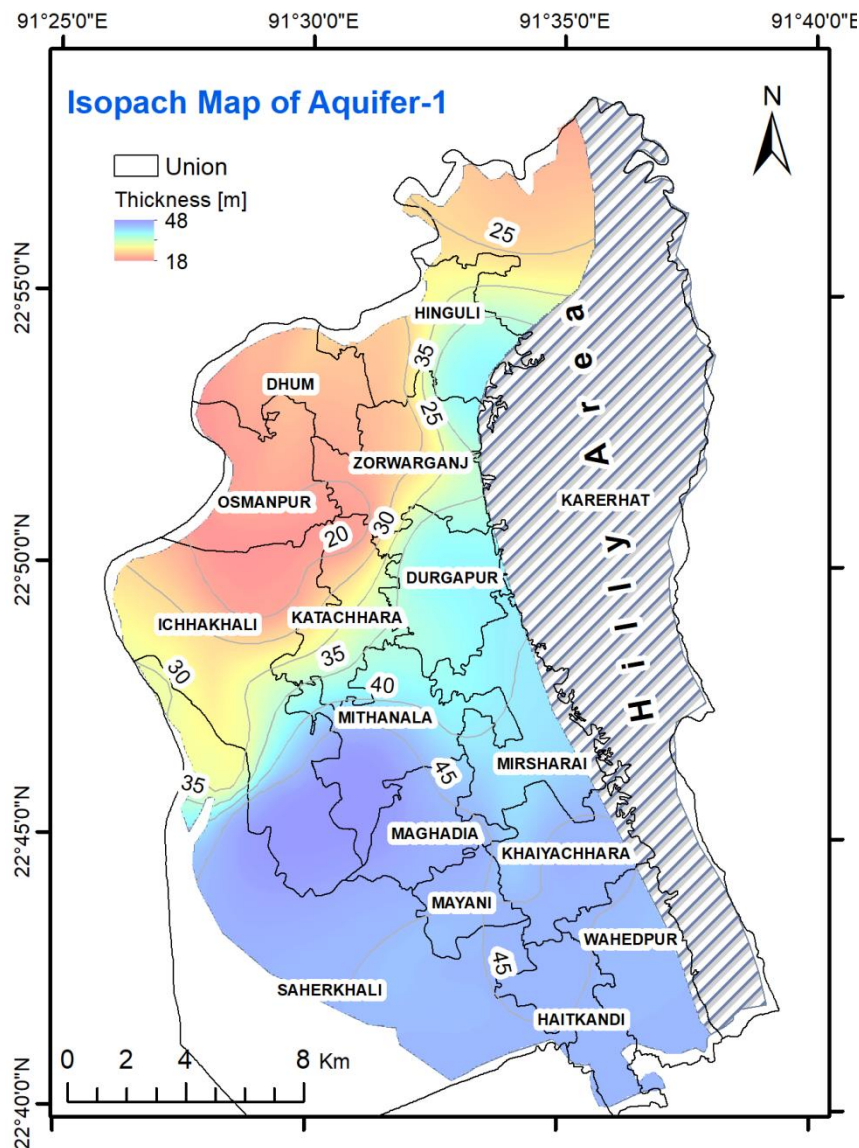 91°25'0"E
91°30'0"E
91°35'0"E
91°40'0"E
Isopach Map of Aquifer-1
N
Union
Thickness [m]
48
18
25
22°55'0"N
HINGULI
35
DHUM
25
ZORWARGANJ
OSMANPUR
KARERHAT
Hilly Area
30
20
22°50'0"N
DURGAPUR
ICHHAKHALI
KATACHHARA
35
30
40
MITHANALA
MIRSHARAI
45
35
22°45'0"N
MAGHADIA
KHAIYACHHARA
MAYANI
WAHEDPUR
45
SAHERKHALI
HAITKANDI
0 2 4 8 Km
22°40'0"N